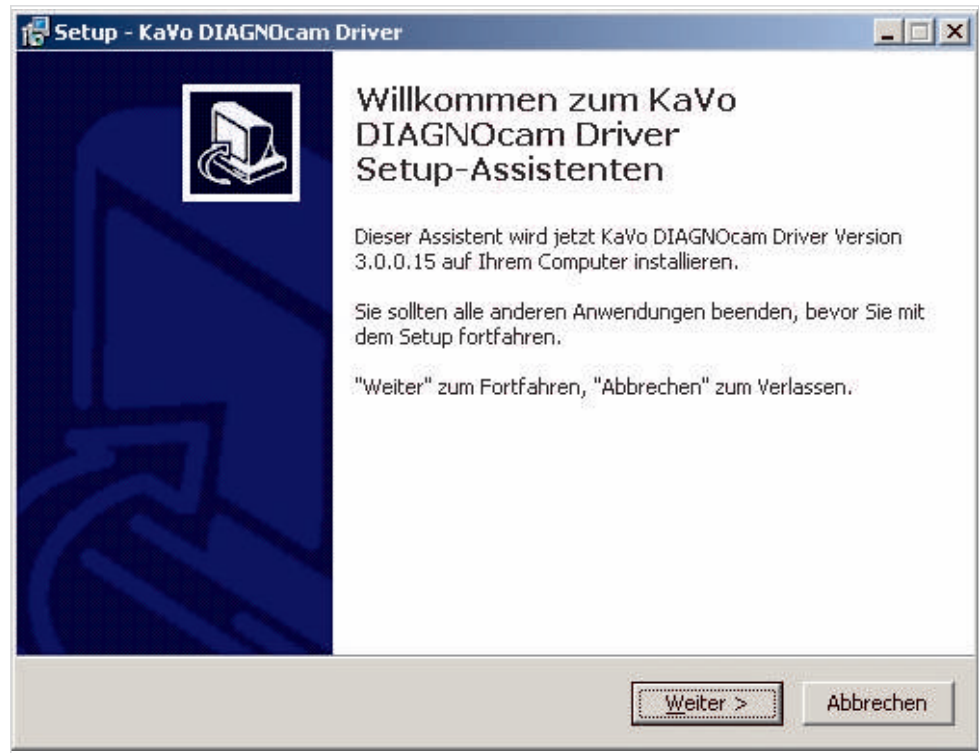 Setup - KaVo DIAGNOcam Driver
Willkommen zum KaVo
DIAGNOcam Driver
Setup-Assistenten
Dieser Assistent wird jetzt KaVo DIAGNOcam Driver Version
3.0.0.15 auf Ihrem Computer installieren.
Sie sollten alle anderen Anwendungen beenden, bevor Sie mit
dem Setup fortfahren.
"Weiter" zum Fortfahren, "Abbrechen" zum Verlassen.
Weiter >
Abbrechen